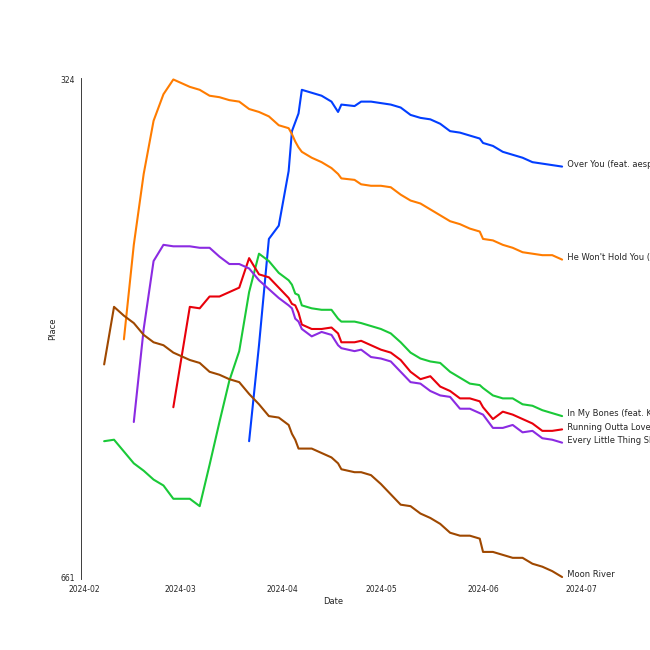 324
Over You (feat. aesp
He Won't Hold You (
Place
In My Bones (feat. K
Running Outta Love
Every Little Thing S
Moon River
661
2024-02
2024-03
2024-04
2024-05
2024-06
2024-07
Date